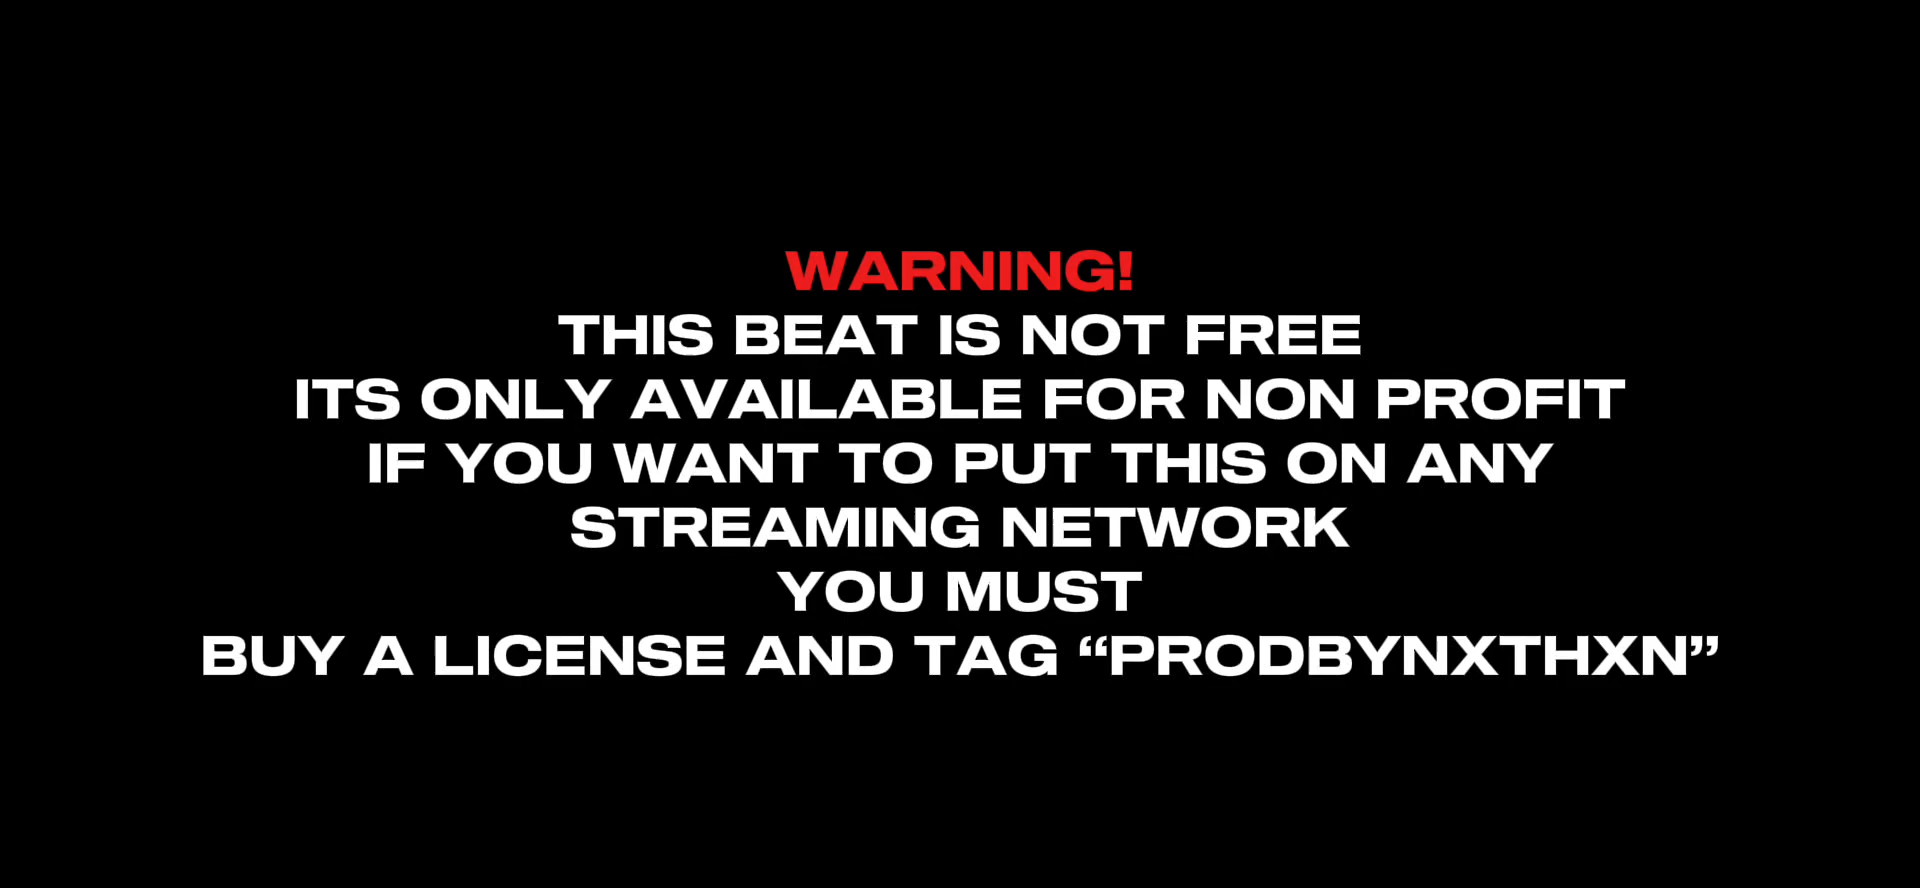 WARNING!
THIS BEAT IS NOT FREE
ITS ONLY AVAILABLE FOR NON PROFIT
IF YOU WANT TO PUT THIS ON ANY
STREAMING NETWORK
YOU MUST
BUY A LICENSE AND TAG “PRODBYNXTHXN”